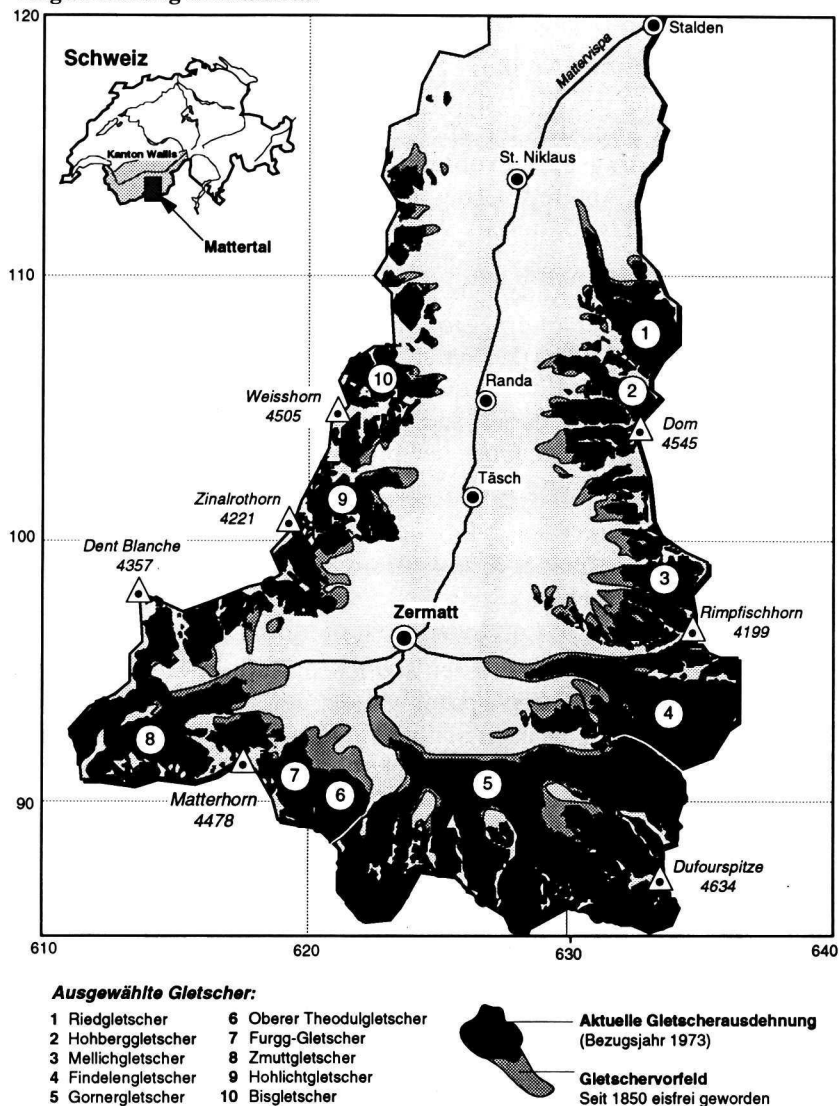 120
Schweiz
Kanton Wallis
Mattertal
Mattervispa
Stalden
St. Niklaus
110
1
10
2
Weisshorn
4505
Randa
Dom
4545
9
Täsch
Zinalrothorn
4221
100
Dent Blanche
4357
3
Zermatt
Rimpfischhorn
4199
8
4
7
6
5
Matterhorn
4478
90
Dufourspitze
4634
610
620
630
640
Ausgewählte Gletscher:
1 Riedgletscher
2 Hohberggletscher
3 Mellichgletscher
4 Findelengletscher
5 Gornergletscher
6 Oberer Theodulgletscher
7 Furgg-Gletscher
8 Zmuttgletscher
9 Hohlichtgletscher
10 Bisgletscher
Aktuelle Gletscherausdehnung
(Bezugsjahr 1973)
Gletschervorfeld
Seit 1850 eisfrei geworden